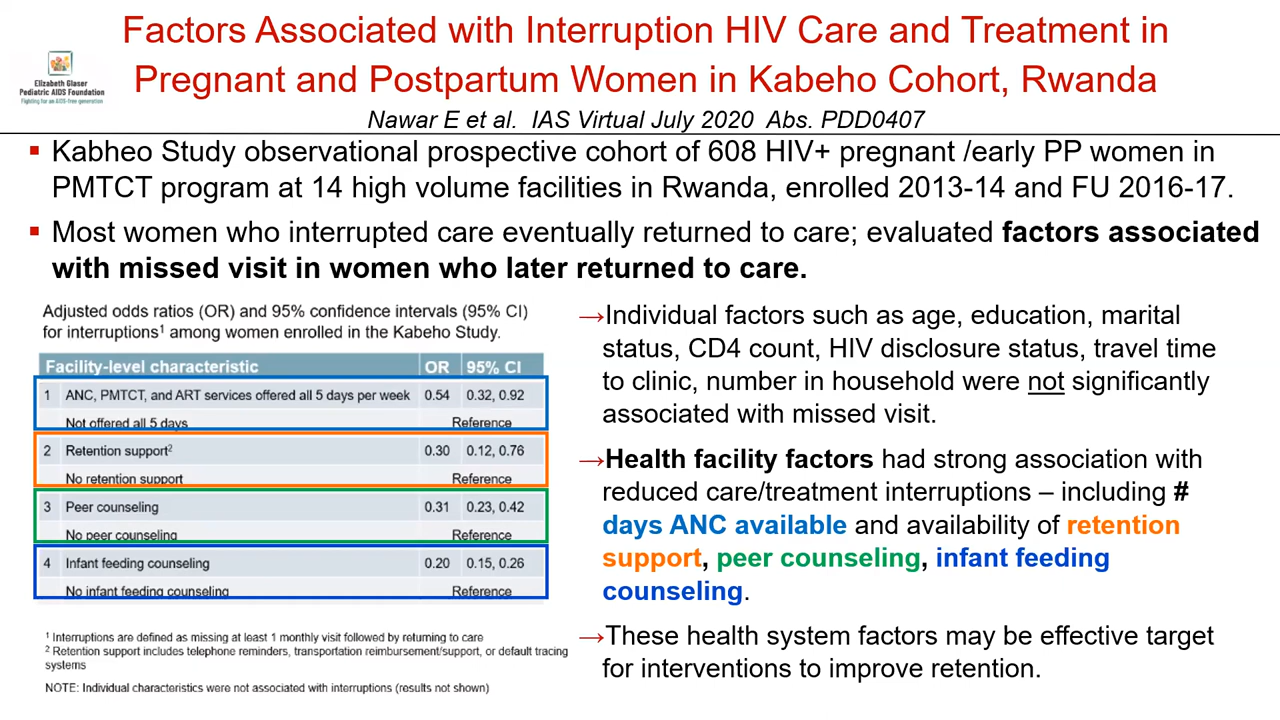 Factors Associated with Interruption HIV Care and Treatment in
Pregnant and Postpartum Women in Kabeho Cohort, Rwanda
Elizabeth Glaser
Pediatric AIDS Foundation
Fighting for an AIDS-free generation
Nawar E et al. IAS Virtual July 2020 Abs. PDD0407
▪ Kabheo Study observational prospective cohort of 608 HIV+ pregnant /early PP women in
PMTCT program at 14 high volume facilities in Rwanda, enrolled 2013-14 and FU 2016-17.
▪ Most women who interrupted care eventually returned to care; evaluated factors associated
with missed visit in women who later returned to care.
Adjusted odds ratios (OR) and 95% confidence intervals (95% CI)
for interruptions¹ among women enrolled in the Kabeho Study.
Facility-level characteristic OR 95% CI
1 ANC, PMTCT, and ART services offered all 5 days per week 0.54 0.32, 0.92
Not offered all 5 days Reference
2 Retention support² 0.30 0.12, 0.76
No retention support Reference
3 Peer counseling 0.31 0.23, 0.42
No peer counseling Reference
4 Infant feeding counseling 0.20 0.15, 0.26
No infant feeding counseling Reference
¹ Interruptions are defined as missing at least 1 monthly visit followed by returning to care
² Retention support includes telephone reminders, transportation reimbursement/support, or default tracing
systems
NOTE: Individual characteristics were not associated with interruptions (results not shown)
→Individual factors such as age, education, marital
status, CD4 count, HIV disclosure status, travel time
to clinic, number in household were not significantly
associated with missed visit.
→Health facility factors had strong association with
reduced care/treatment interruptions – including #
days ANC available and availability of retention
support, peer counseling, infant feeding
counseling.
→These health system factors may be effective target
for interventions to improve retention.